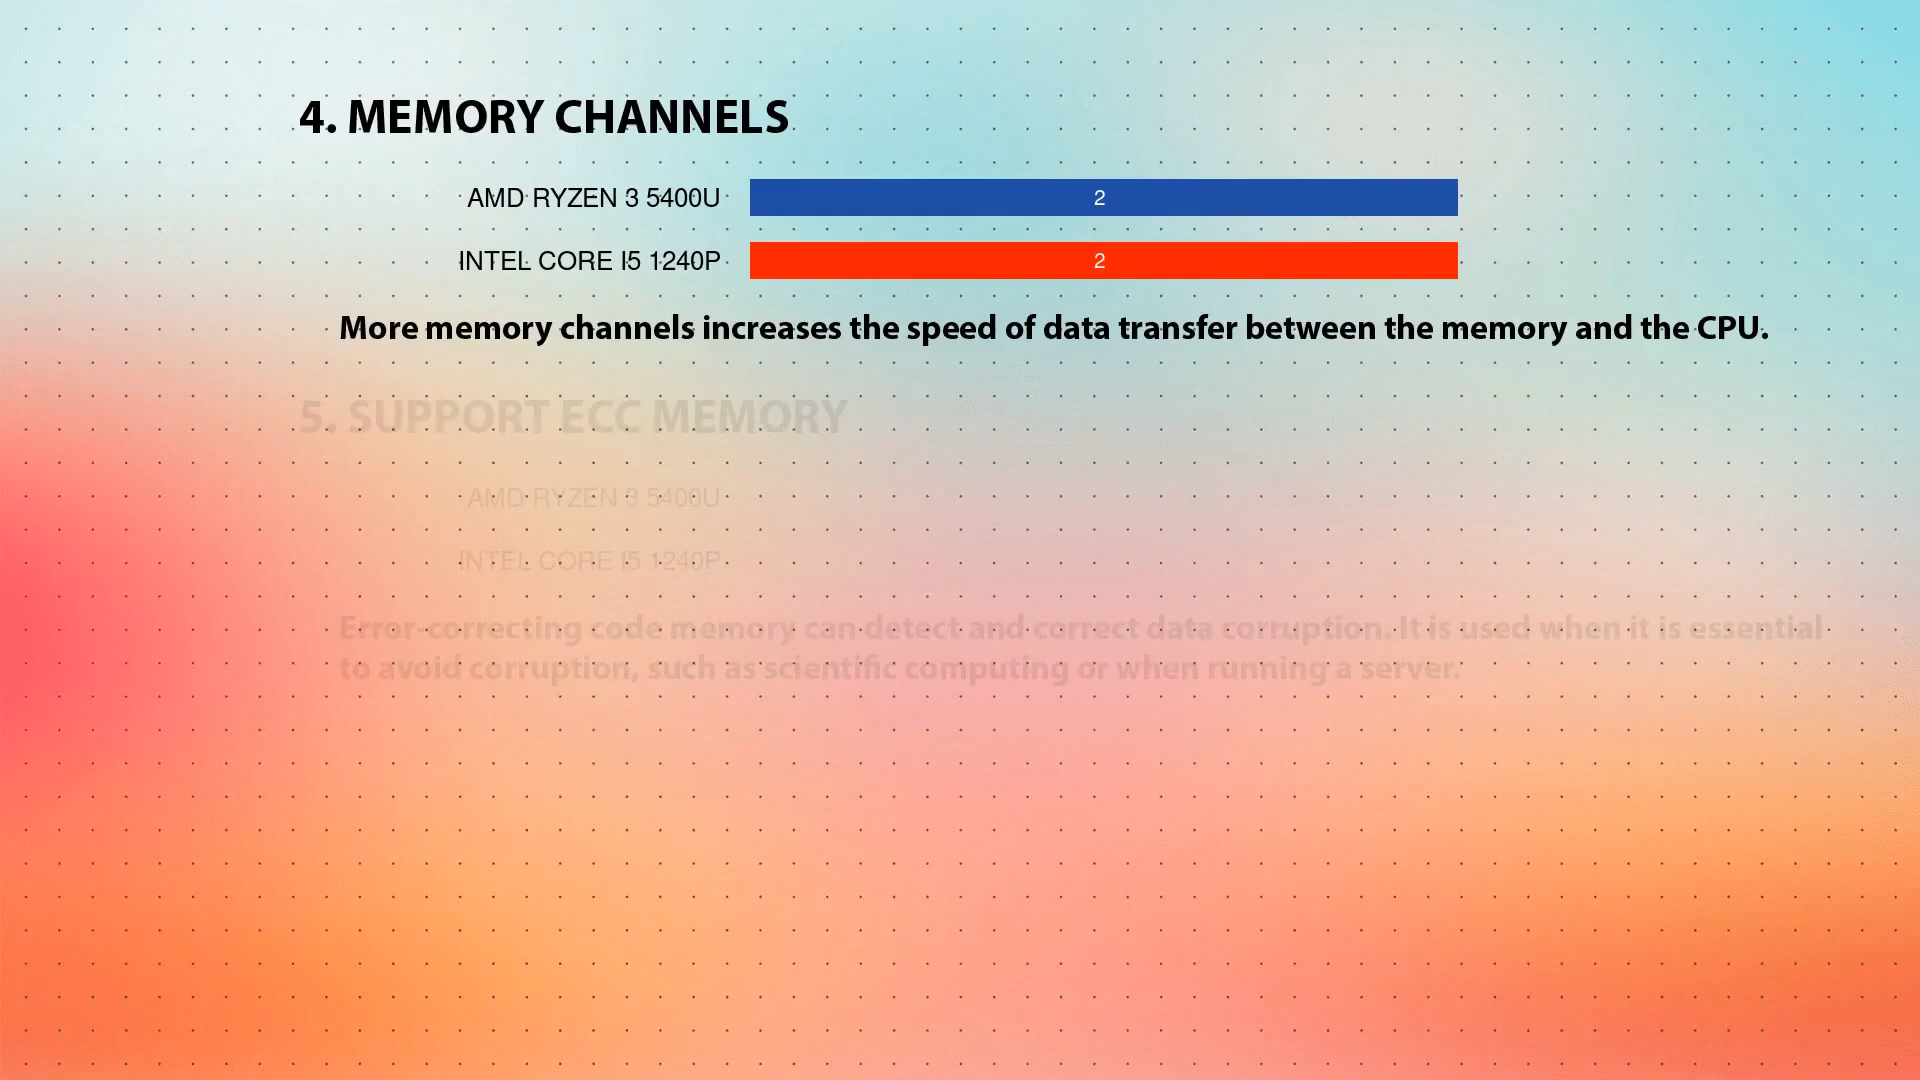 4. MEMORY CHANNELS
AMD RYZEN 3 5400U
2
INTEL CORE I5 1240P
2
More memory channels increases the speed of data transfer between the memory and the CPU.
5. SUPPORT ECC MEMORY
AMD RYZEN 3 5400U
INTEL CORE I5 1240P
Error-correcting code memory can detect and correct data corruption. It is used when it is essential
to avoid corruption, such as scientific computing or when running a server.